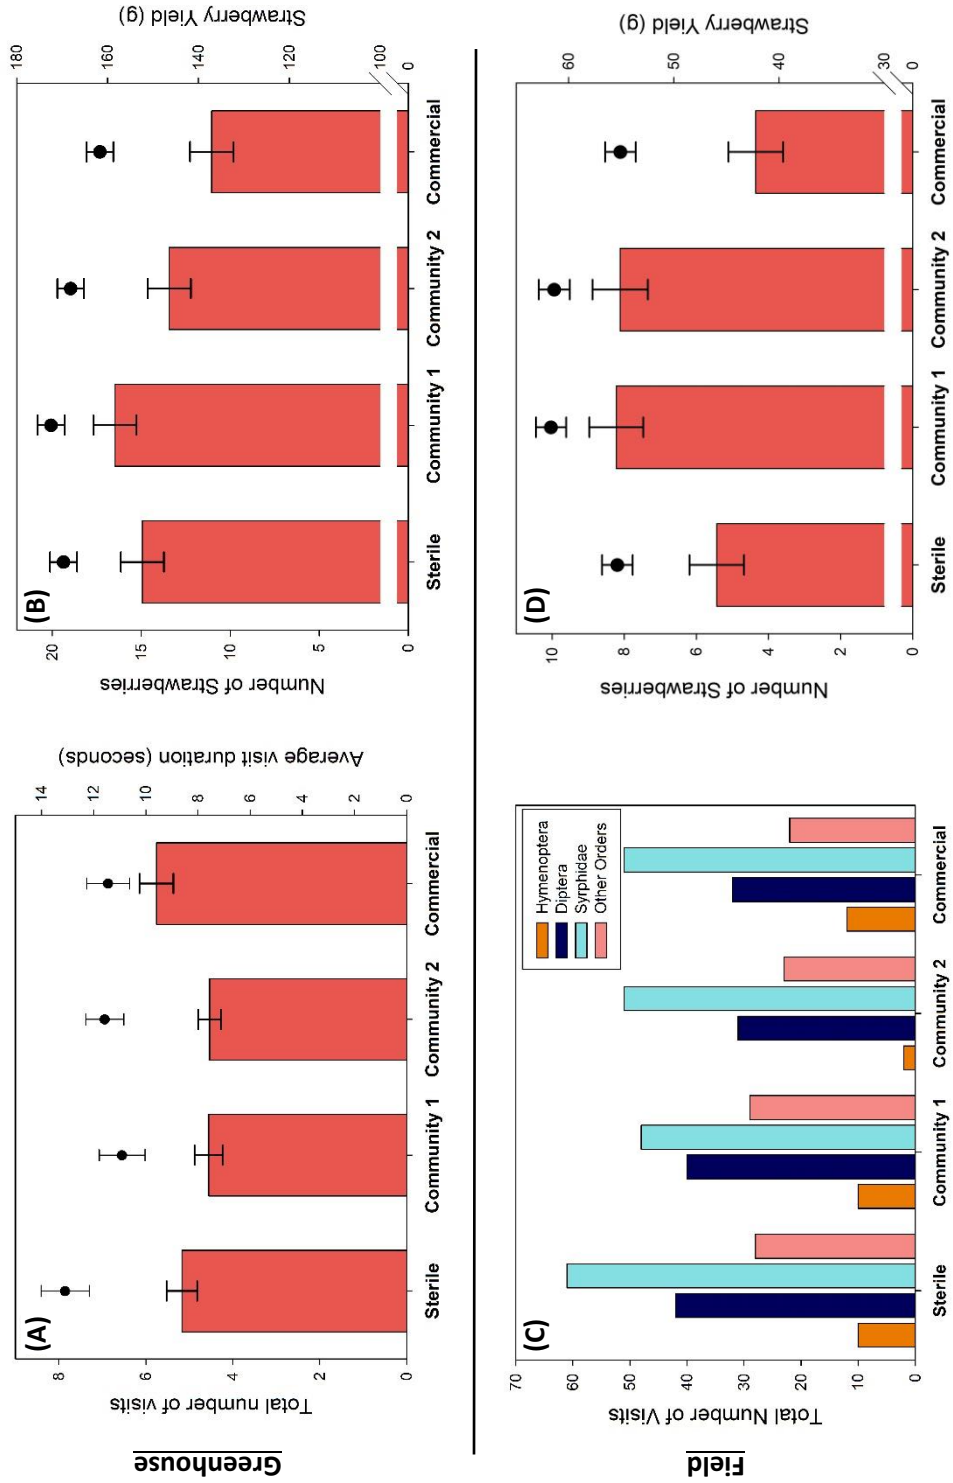 Greenhouse
(A)
Total number of visits
0
2
4
6
8
Average visit duration (seconds)
0
2
4
6
8
10
12
14
Sterile
Community 1
Community 2
Commercial
(B)
Number of Strawberries
0
5
10
15
20
Strawberry Yield
(g)
0
100
120
140
160
180
Sterile
Community 1
Community 2
Commercial
Field
(C)
Total Number of Visits
0
10
20
30
40
50
60
70
Hymenoptera
Diptera
Syrphidae
Other Orders
Sterile
Community 1
Community 2
Commercial
(D)
Number of Strawberries
0
2
4
6
8
10
Strawberry Yield
(g)
0
30
40
50
60
Sterile
Community 1
Community 2
Commercial